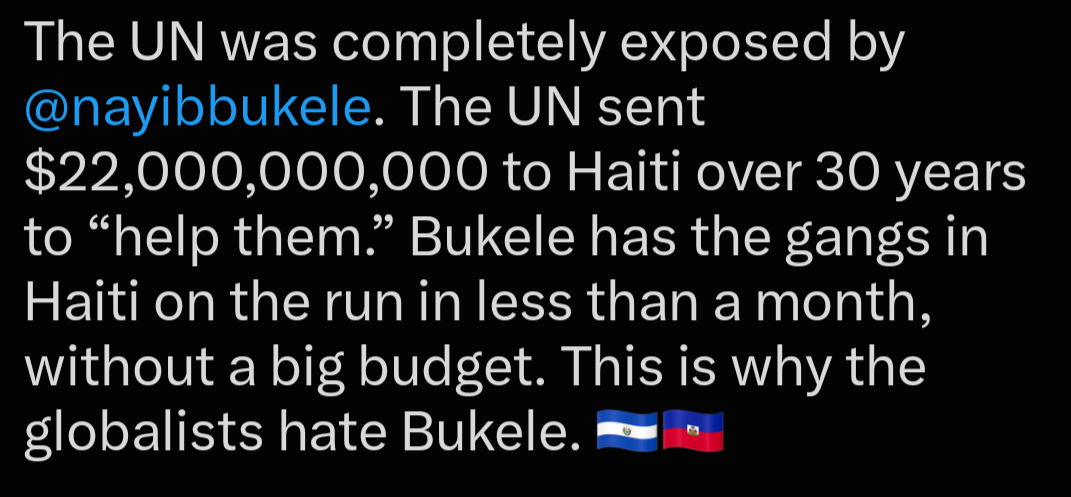 The UN was completely exposed by
@nayibbukele. The UN sent
$22,000,000,000 to Haiti over 30 years
to “help them.” Bukele has the gangs in
Haiti on the run in less than a month,
without a big budget. This is why the
globalists hate Bukele. 🇸🇻🇭🇹